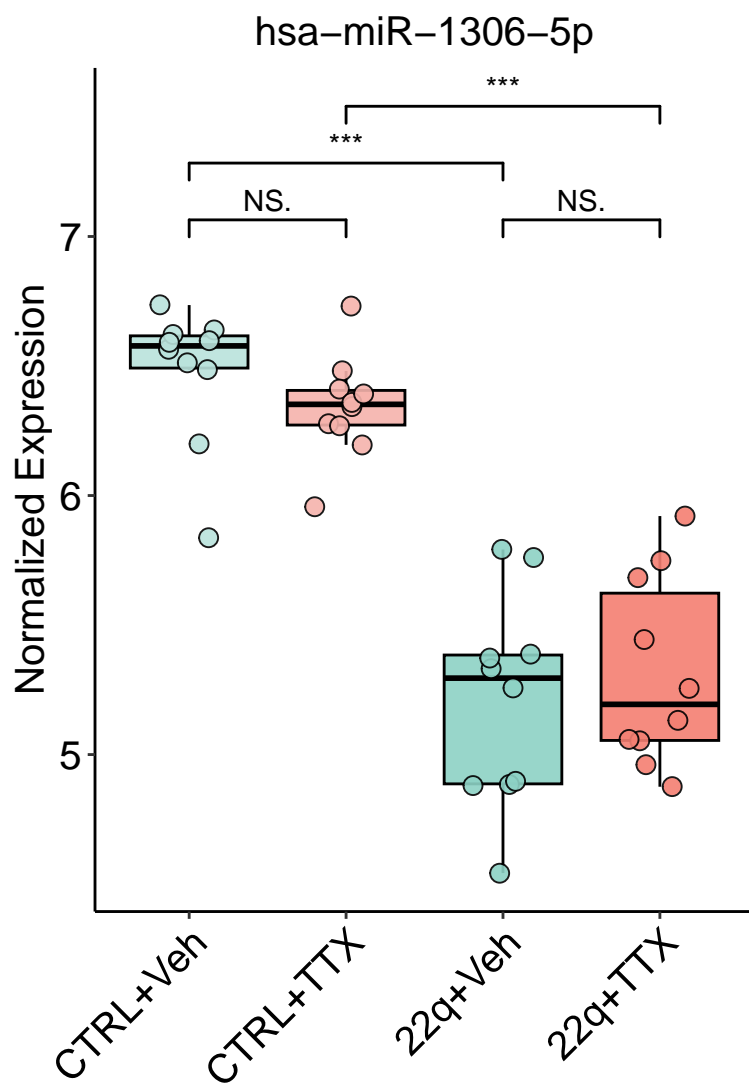 hsa−miR−1306−5p
***
***
NS.
NS.
7
6
5
Normalized Expression
CTRL+Veh
CTRL+TTX
22q+Veh
22q+TTX